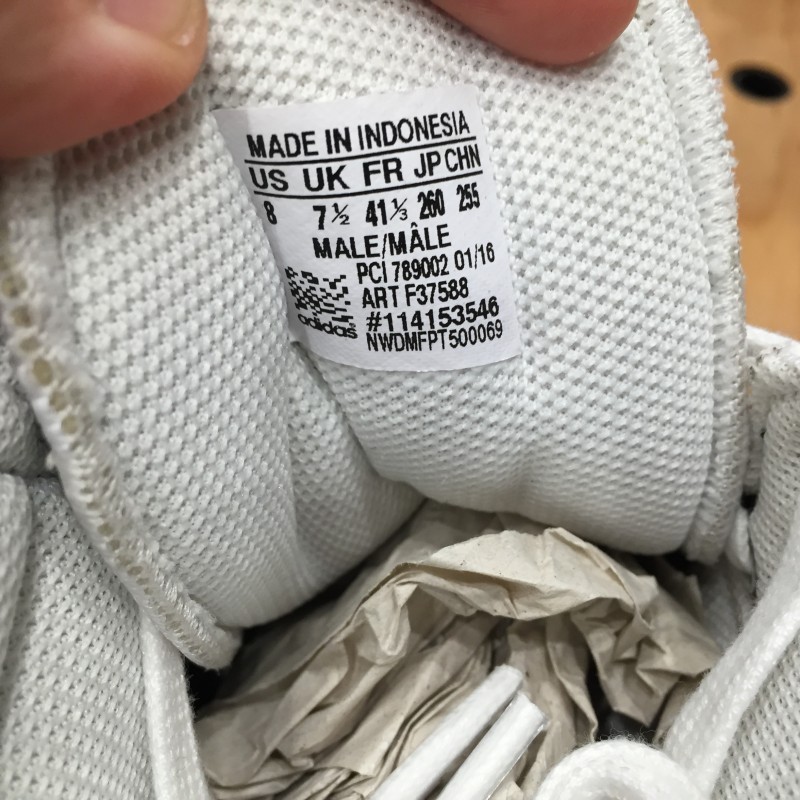 MADE IN INDONESIA
US UK FR JP CHN
8 7½ 41⅓ 260 255
MALE/MÂLE
PCI 789002 01/16
ART F37588
#114153546
adidas
NWDMFPT500069